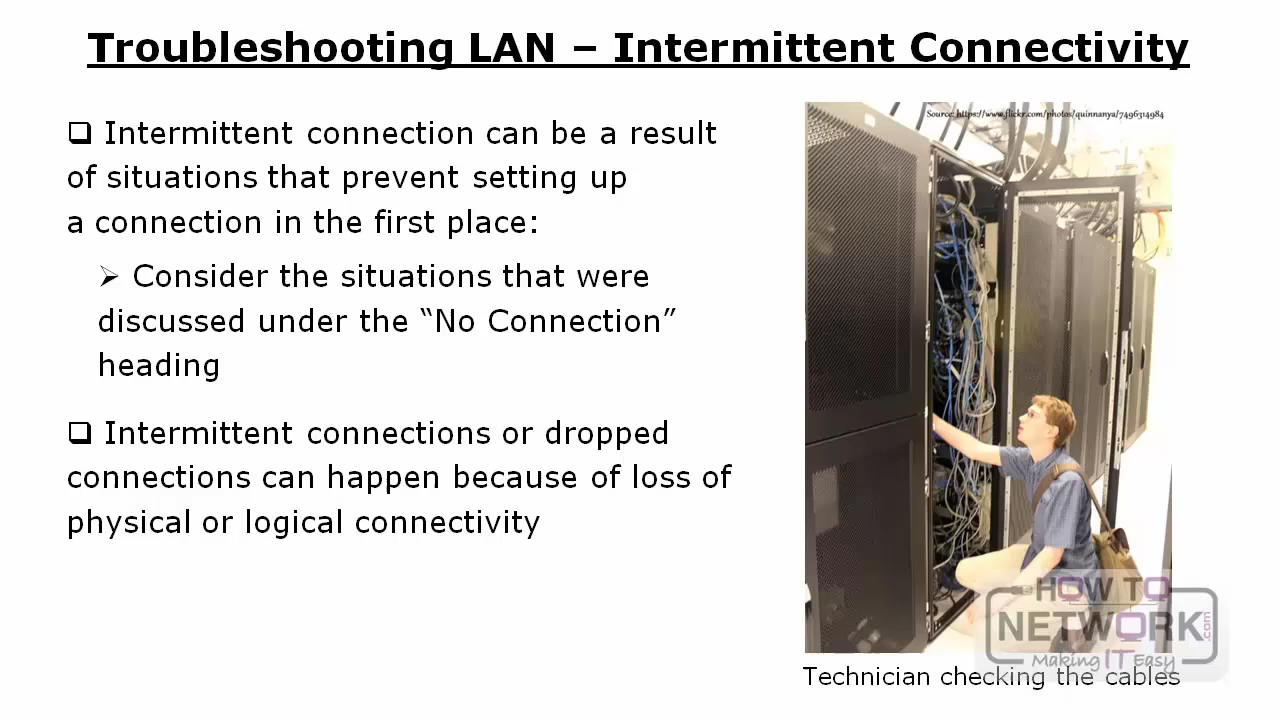 Troubleshooting LAN – Intermittent Connectivity
❑ Intermittent connection can be a result
of situations that prevent setting up
a connection in the first place:
➢ Consider the situations that were
discussed under the “No Connection”
heading
❑ Intermittent connections or dropped
connections can happen because of loss of
physical or logical connectivity
Source: https://www.flickr.com/photos/quinnanya/7496314984
HOW TO
NETWORK.com
Making IT Easy
Technician checking the cables